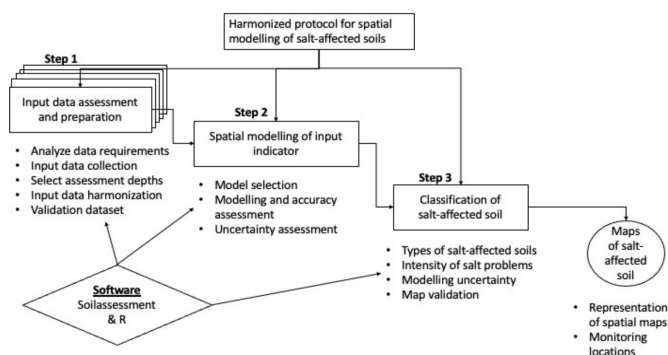 Harmonized protocol for spatial
modelling of salt-affected soils
Step 1
Input data assessment
and preparation
• Analyze data requirements
• Input data collection
• Select assessment depths
• Input data harmonization
• Validation dataset
Step 2
Spatial modelling of input
indicator
• Model selection
• Modelling and accuracy
assessment
• Uncertainty assessment
Step 3
Classification of
salt-affected soil
• Types of salt-affected soils
• Intensity of salt problems
• Modelling uncertainty
• Map validation
Maps
of salt-
affected
soil
• Representation
of spatial maps
• Monitoring
locations
Software
Soilassessment
& R